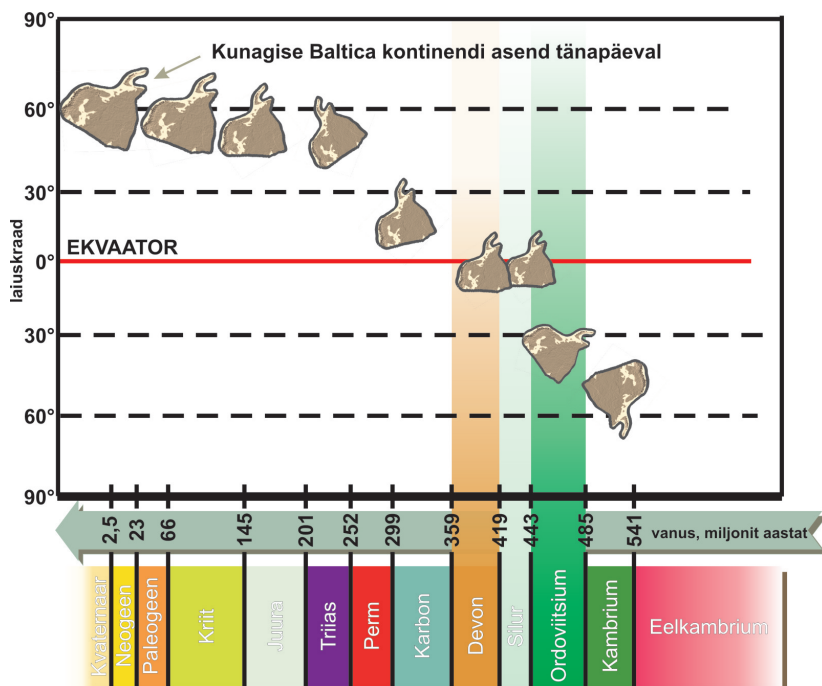 90°
Kunagise Baltica kontinendi asend tänapäeval
60°
30°
EKVAATOR
0°
laiuskraad
30°
60°
90°
2,5
23
66
145
201
252
299
359
419
443
485
541
vanus, miljonit aastat
Kvaternaar
Neogeen
Paleogeen
Kriit
Juura
Triias
Perm
Karbon
Devon
Silur
Ordoviitsium
Kambrium
Eelkambrium